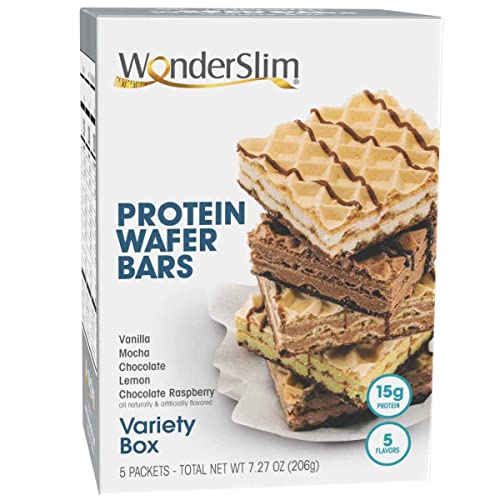 WonderSlim®
PROTEIN
WAFER
BARS
Vanilla
Mocha
Chocolate
Lemon
Chocolate Raspberry
all naturally & artificially flavored
Variety
Box
5 PACKETS - TOTAL NET WT 7.27 OZ (206g)
15g
PROTEIN
5
FLAVORS